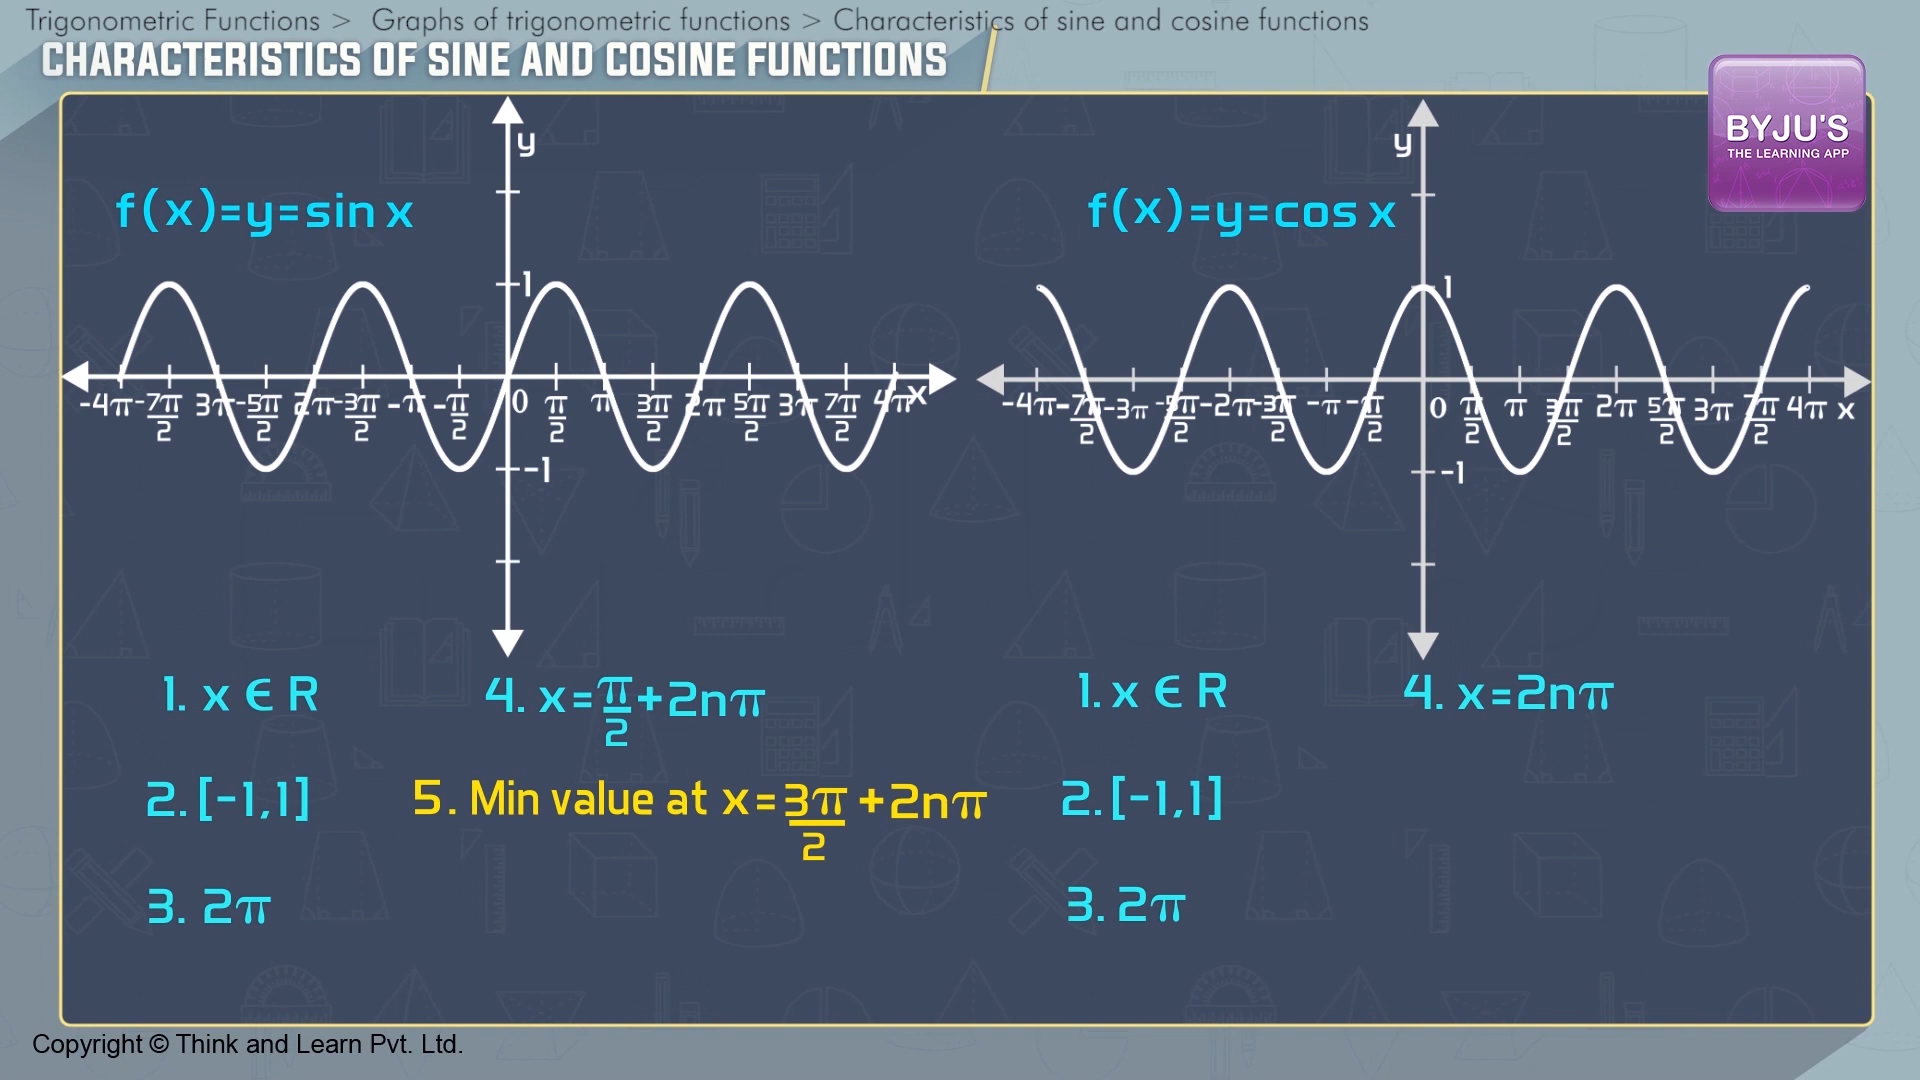 Trigonometric Functions > Graphs of trigonometric functions > Characteristics of sine and cosine functions
CHARACTERISTICS OF SINE AND COSINE FUNCTIONS
BYJU'S
THE LEARNING APP
y
f(x)=y=sin x
1
-4π -7π/2 3π -5π/2 2π -3π/2 -π -π/2 0 π/2 π 3π/2 2π 5π/2 3π 7π/2 4π x
-1
y
f(x)=y=cos x
1
-4π -7π/2 -3π -5π/2 -2π -3π/2 -π -π/2 0 π/2 π 3π/2 2π 5π/2 3π 7π/2 4π x
-1
1. x ∈ R
2. [-1,1]
3. 2π
4. x=π/2+2nπ
5. Min value at x=3π/2+2nπ
1. x ∈ R
2. [-1,1]
3. 2π
4. x=2nπ
Copyright © Think and Learn Pvt. Ltd.